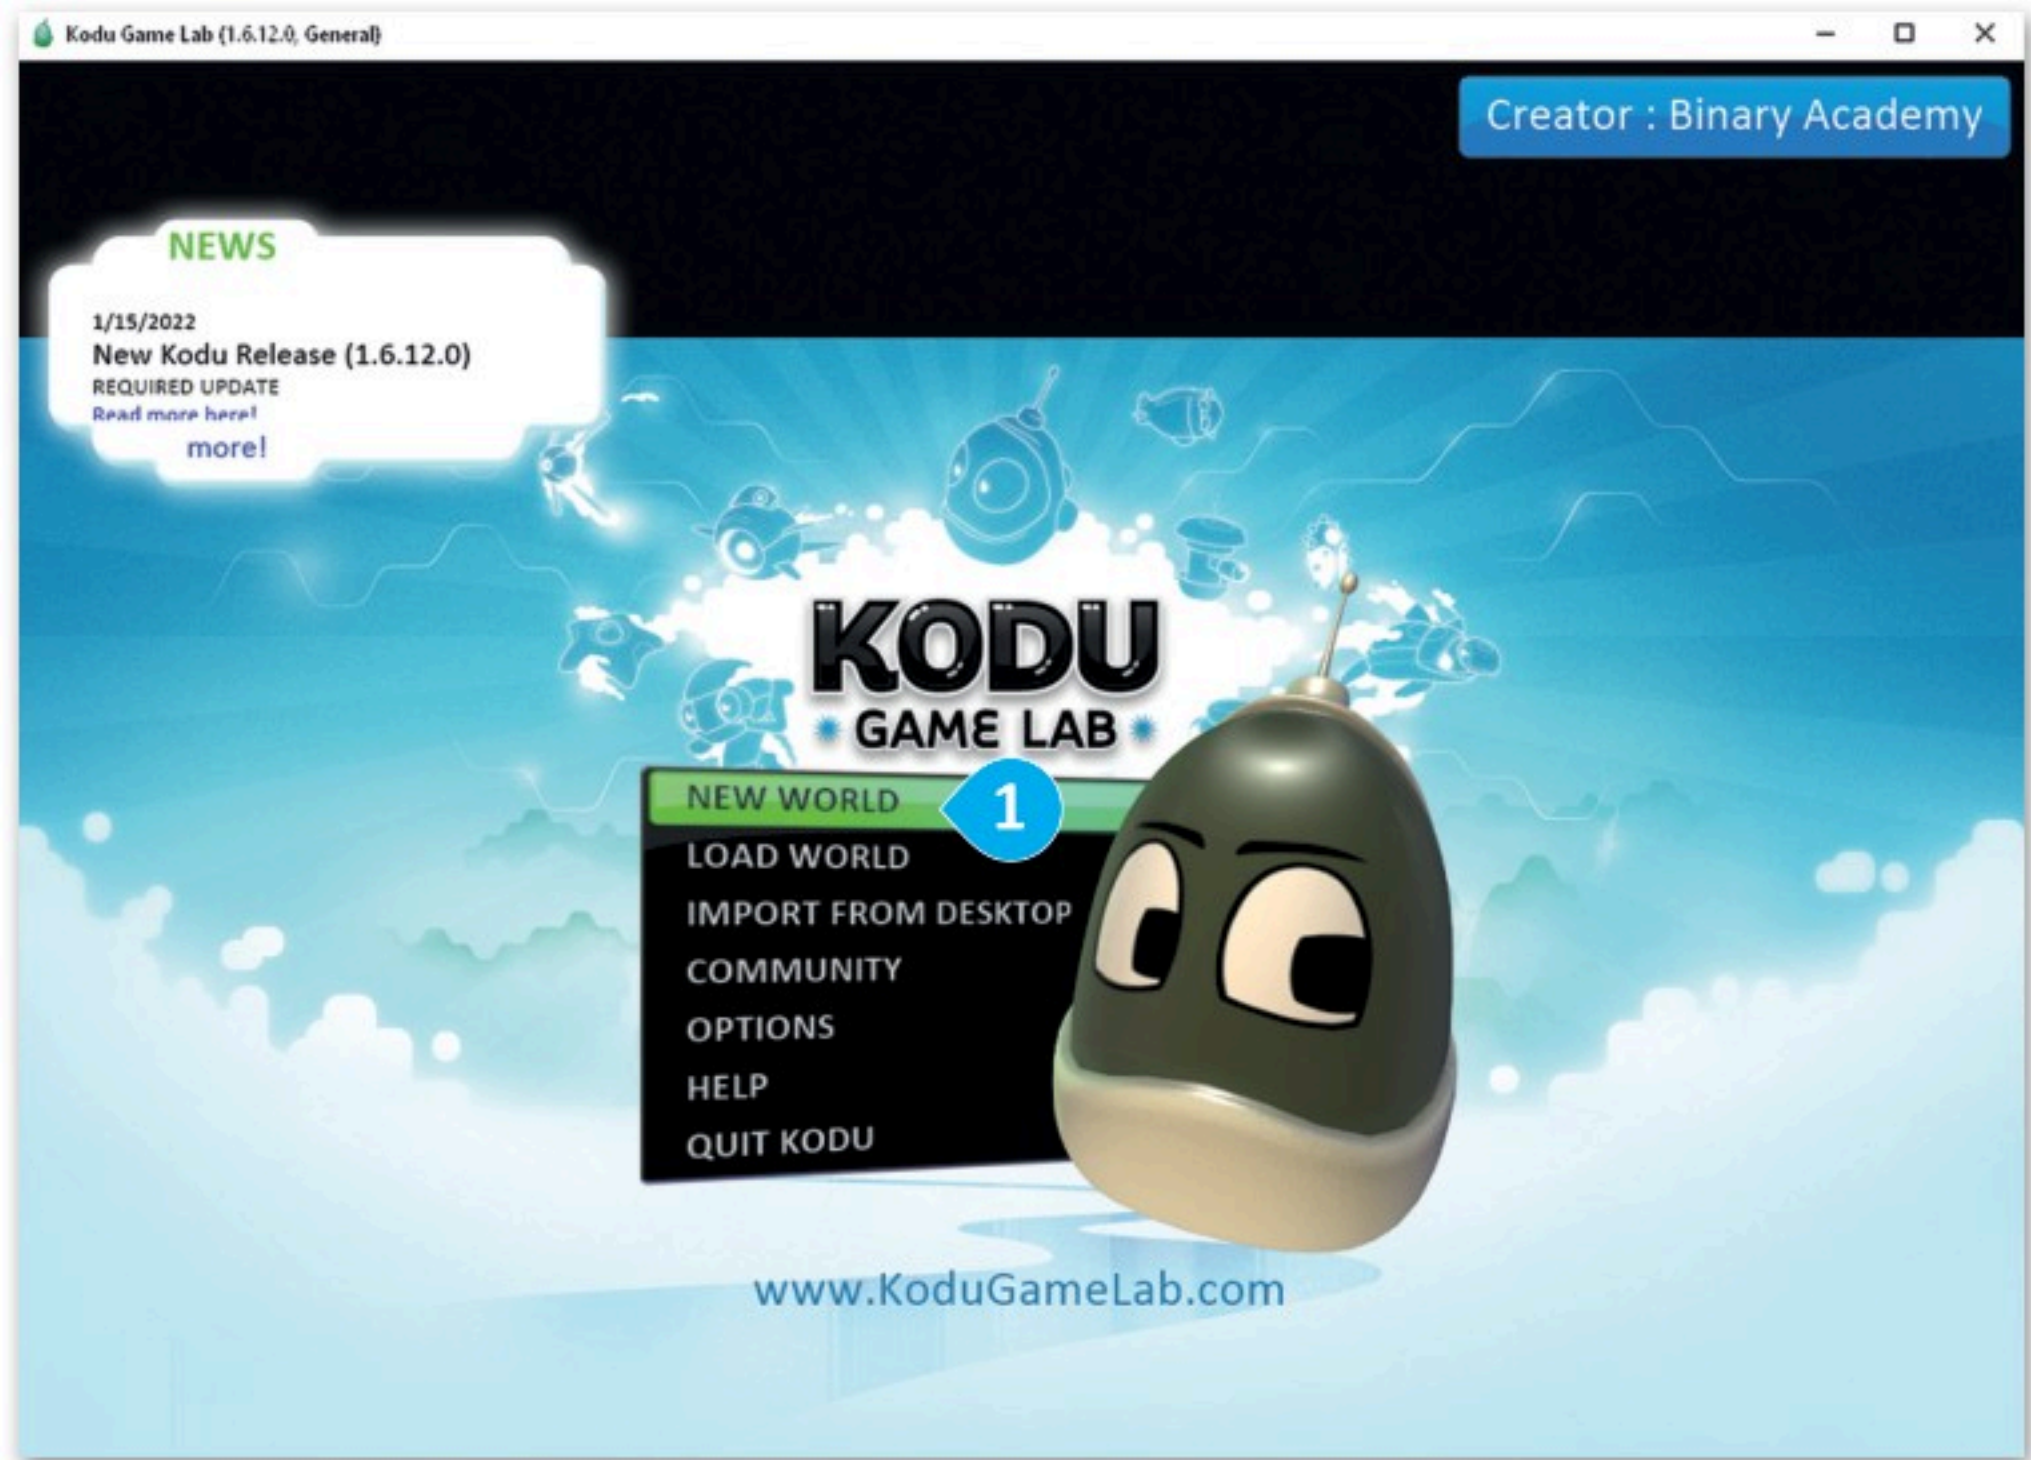 Kodu Game Lab (1.6.12.0, General)
Creator : Binary Academy
NEWS
1/15/2022
New Kodu Release (1.6.12.0)
REQUIRED UPDATE
Read more here!
more!
KODU
GAME LAB
NEW WORLD
1
LOAD WORLD
IMPORT FROM DESKTOP
COMMUNITY
OPTIONS
HELP
QUIT KODU
www.KoduGameLab.com